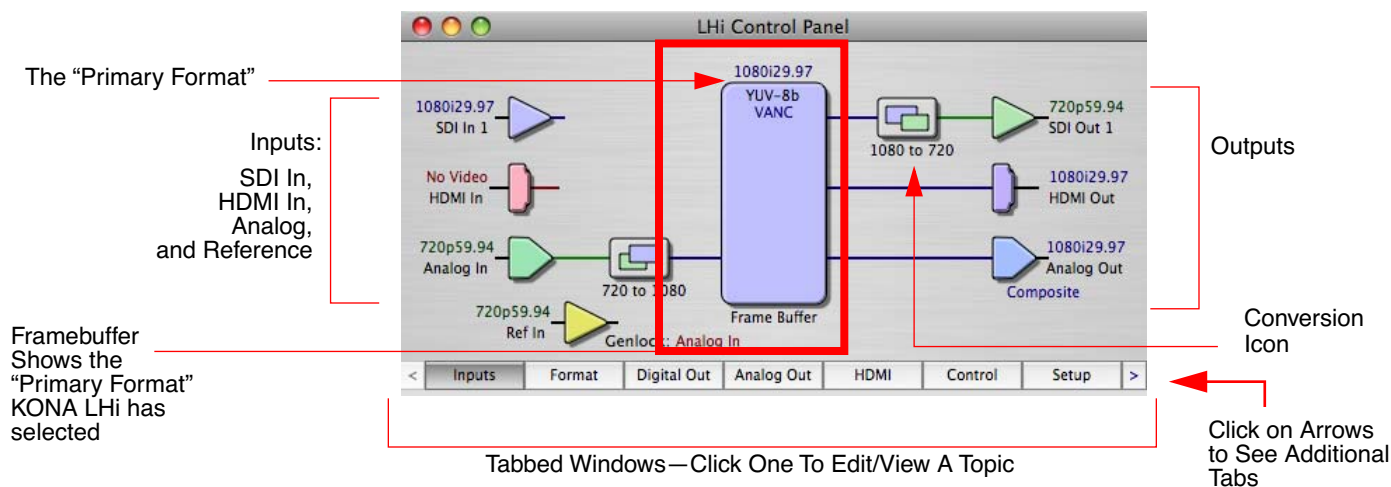 LHi Control Panel
The “Primary Format”
1080i29.97
YUV-8b
VANC
1080i29.97
SDI In 1
720p59.94
SDI Out 1
1080 to 720
Inputs:
SDI In,
HDMI In,
Analog,
and Reference
Outputs
No Video
HDMI In
1080i29.97
HDMI Out
720p59.94
Analog In
720 to 1080
1080i29.97
Analog Out
Composite
720p59.94
Ref In
Frame Buffer
Genlock: Analog In
Conversion
Icon
Framebuffer
Shows the
“Primary Format”
KONA LHi has
selected
< Inputs Format Digital Out Analog Out HDMI Control Setup >
Click on Arrows
to See Additional
Tabs
Tabbed Windows—Click One To Edit/View A Topic